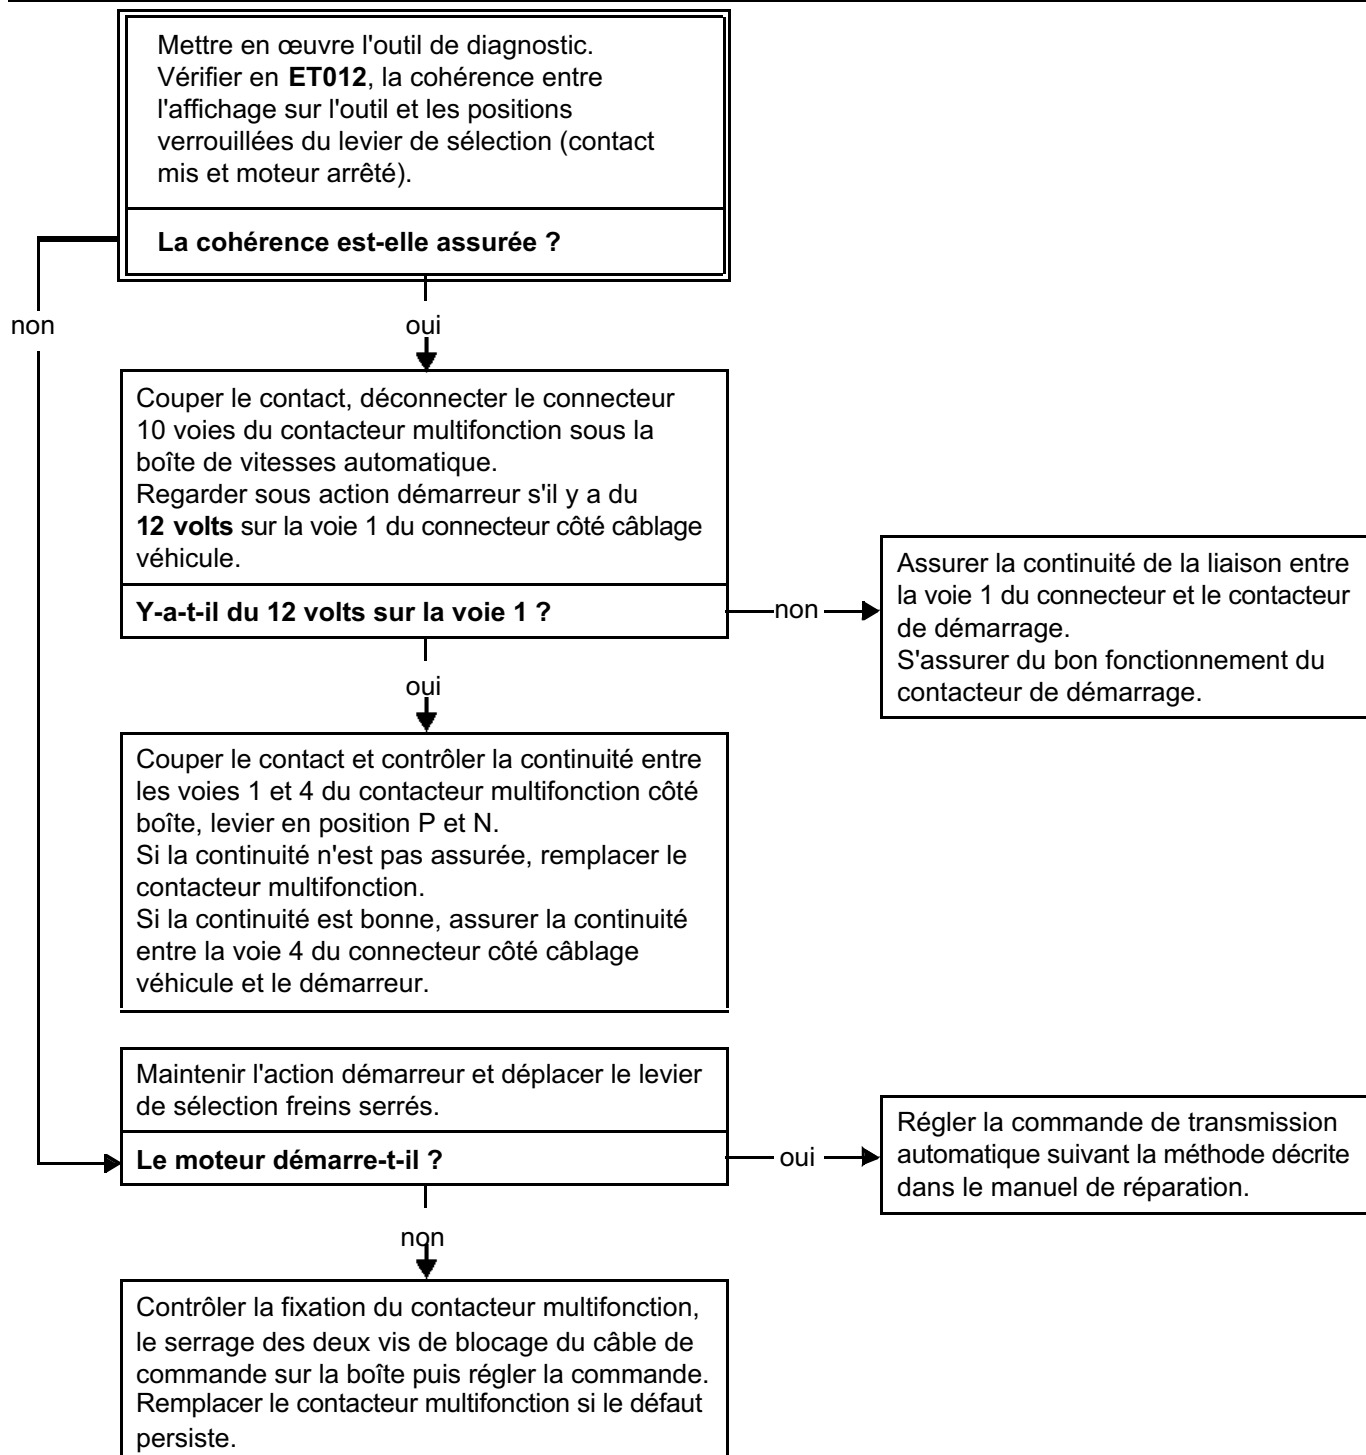 Mettre en œuvre l'outil de diagnostic.
Vérifier en ET012, la cohérence entre
l'affichage sur l'outil et les positions
verrouillées du levier de sélection (contact
mis et moteur arrêté).
La cohérence est-elle assurée ?
non
oui
Couper le contact, déconnecter le connecteur
10 voies du contacteur multifonction sous la
boîte de vitesses automatique.
Regarder sous action démarreur s'il y a du
12 volts sur la voie 1 du connecteur côté câblage
véhicule.
Y-a-t-il du 12 volts sur la voie 1 ?
non
Assurer la continuité de la liaison entre
la voie 1 du connecteur et le contacteur
de démarrage.
S'assurer du bon fonctionnement du
contacteur de démarrage.
oui
Couper le contact et contrôler la continuité entre
les voies 1 et 4 du contacteur multifonction côté
boîte, levier en position P et N.
Si la continuité n'est pas assurée, remplacer le
contacteur multifonction.
Si la continuité est bonne, assurer la continuité
entre la voie 4 du connecteur côté câblage
véhicule et le démarreur.
Maintenir l'action démarreur et déplacer le levier
de sélection freins serrés.
Le moteur démarre-t-il ?
oui
Régler la commande de transmission
automatique suivant la méthode décrite
dans le manuel de réparation.
non
Contrôler la fixation du contacteur multifonction,
le serrage des deux vis de blocage du câble de
commande sur la boîte puis régler la commande.
Remplacer le contacteur multifonction si le défaut
persiste.